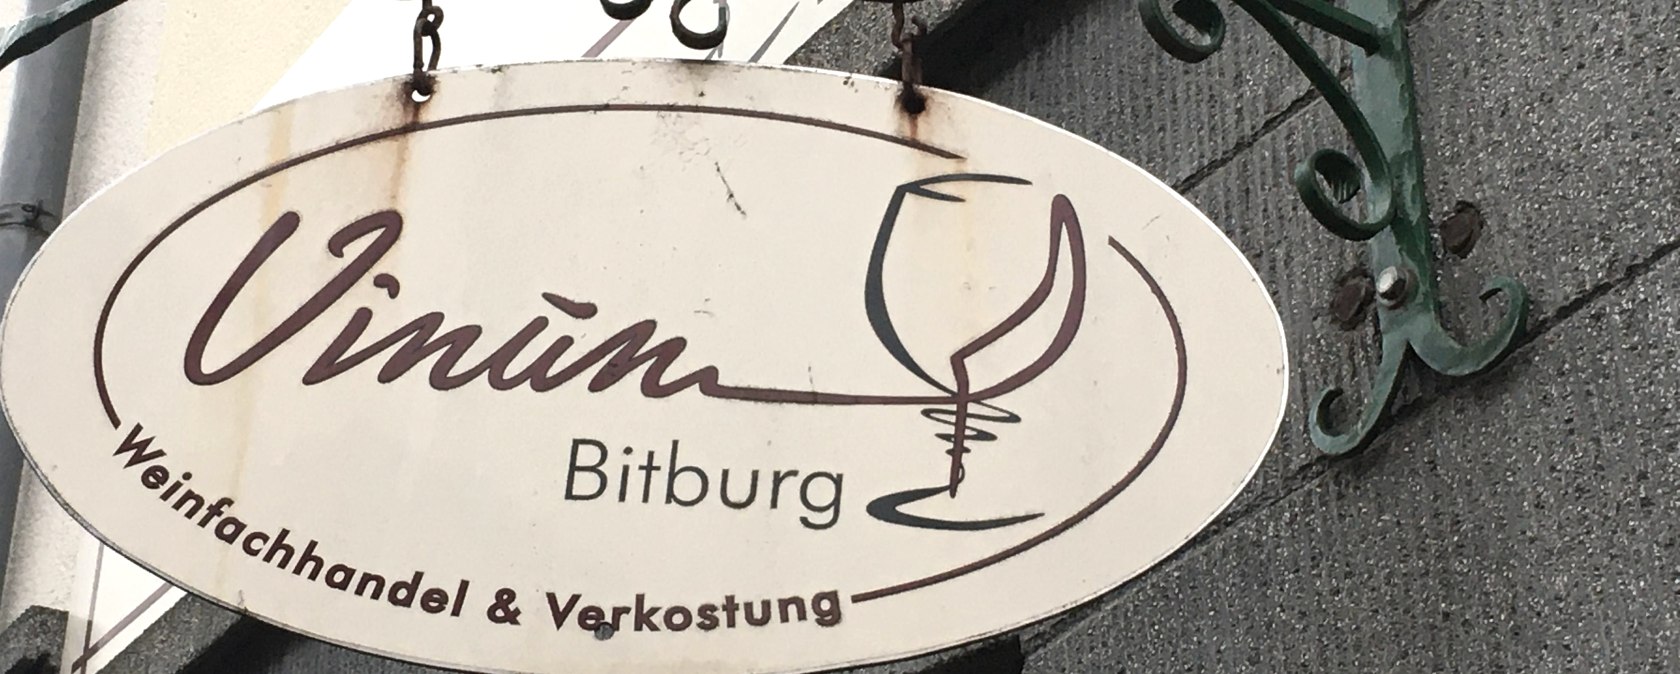 Vinum
Bitburg
Weinfachhandel & Verkostung